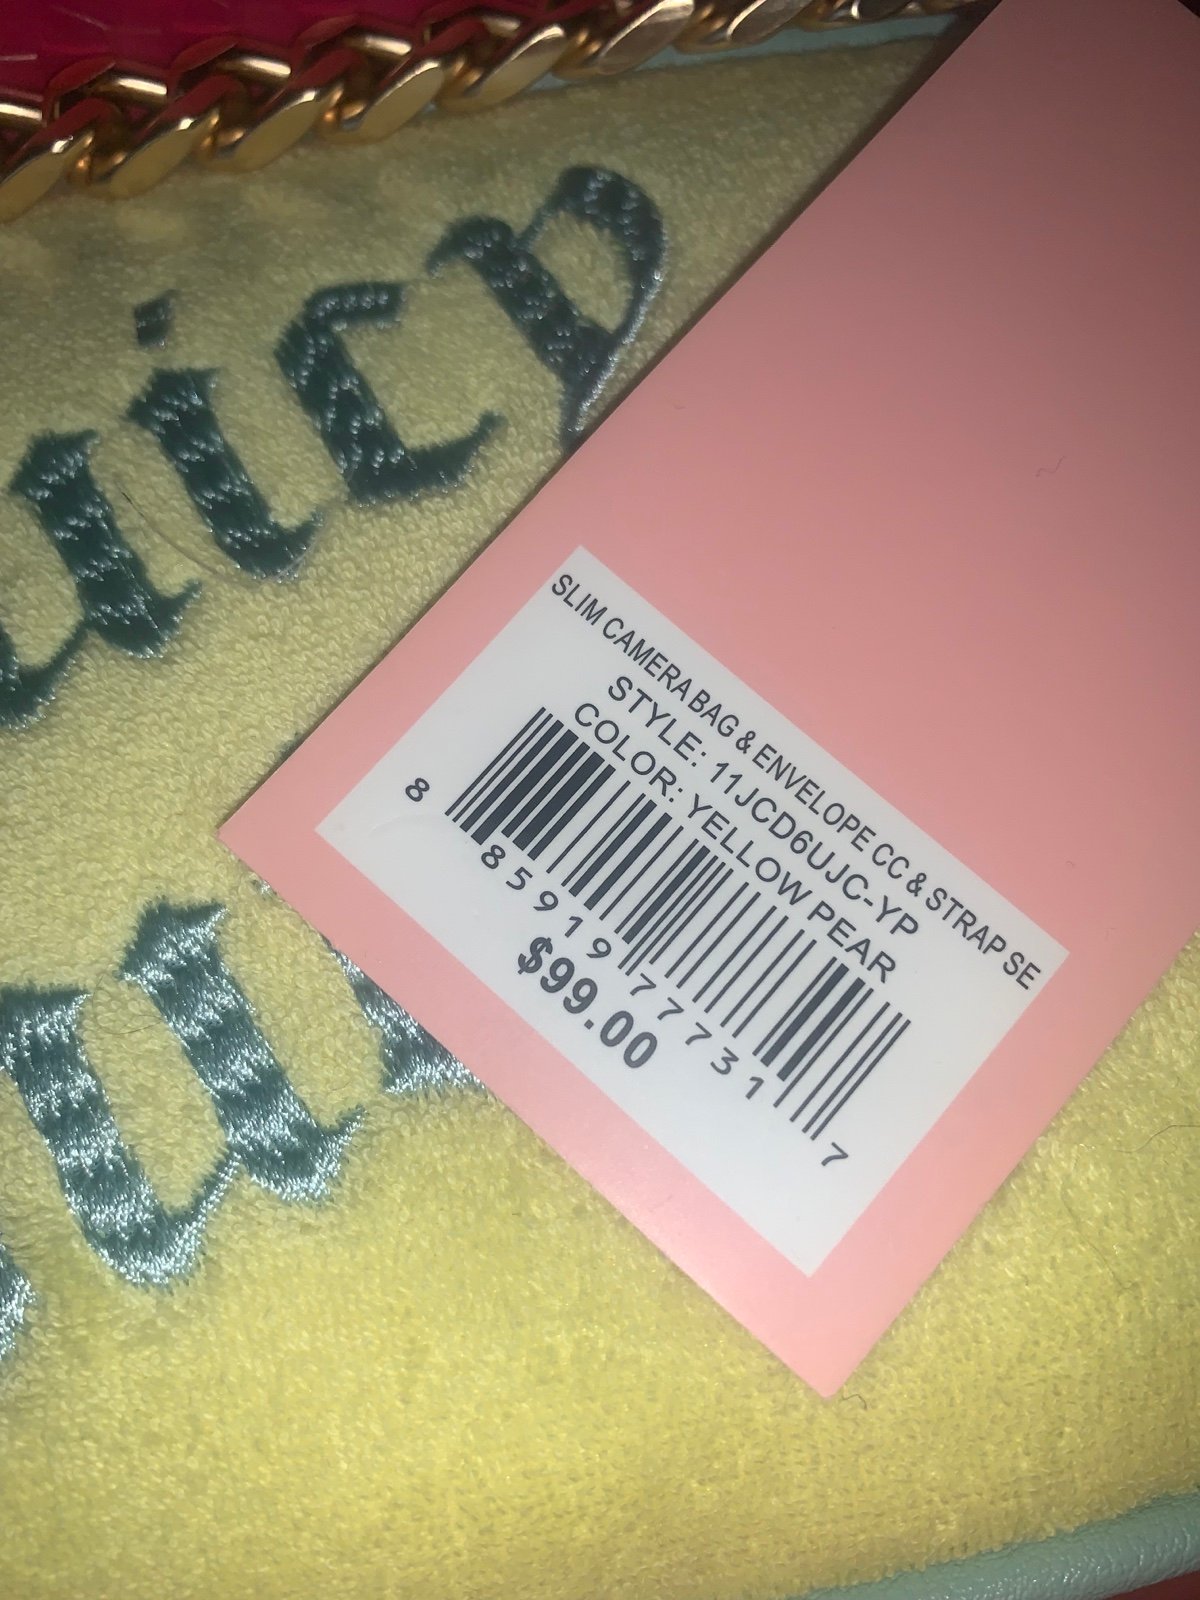 uicy
SLIM CAMERA BAG & ENVELOPE CC & STRAP SE
STYLE: 11JCD6UJC-YP
COLOR: YELLOW PEAR
8 85919 77731 7
$99.00